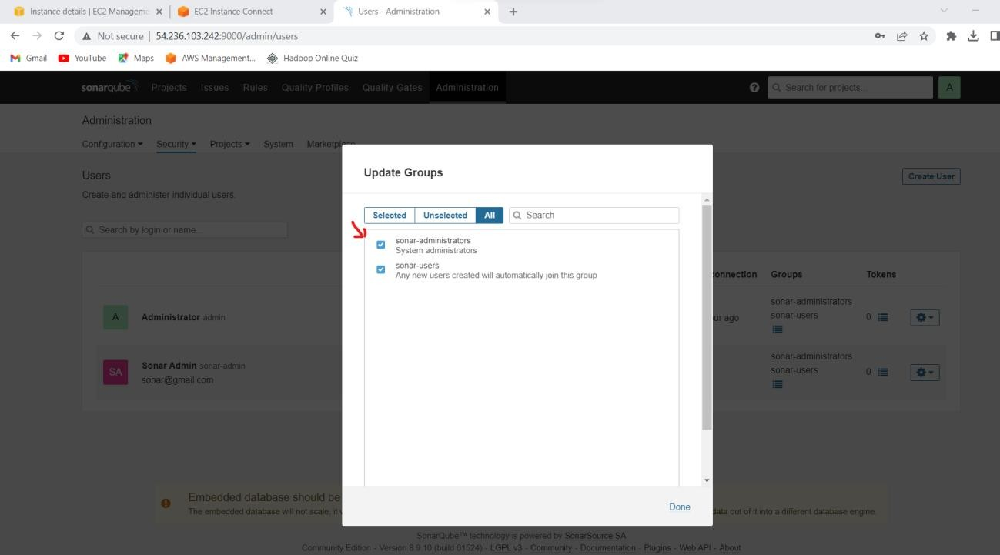 Instance details | EC2 Manageme
EC2 Instance Connect
Users - Administration
Not secure | 54.236.103.242:9000/admin/users
Gmail YouTube Maps AWS Management... Hadoop Online Quiz
sonarqube Projects Issues Rules Quality Profiles Quality Gates Administration
Search for projects... A
Administration
Configuration Security Projects System Marketplace
Users
Create User
Create and administer individual users.
Search by login or name...
Update Groups
Selected Unselected All Search
sonar-administrators
System administrators
sonar-users
Any new users created will automatically join this group
Done
connection Groups Tokens
A Administrator admin
ur ago
sonar-administrators
sonar-users
0
SA Sonar Admin sonar-admin
sonar@gmail.com
sonar-administrators
sonar-users
0
Embedded database should be
The embedded database will not scale, it data out of it into a different database engine.
SonarQube™ technology is powered by SonarSource SA
Community Edition - Version 8.9.10 (build 61524) - LGPL v3 - Community - Documentation - Plugins - Web API - About